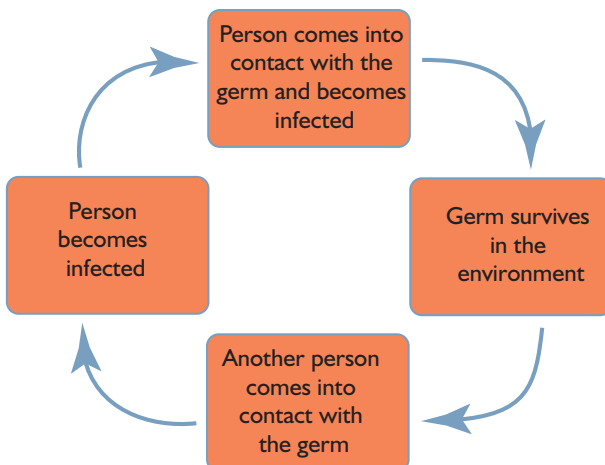 Person comes into
contact with the
germ and becomes
infected
Germ survives
in the
environment
Another person
comes into
contact with
the germ
Person
becomes
infected